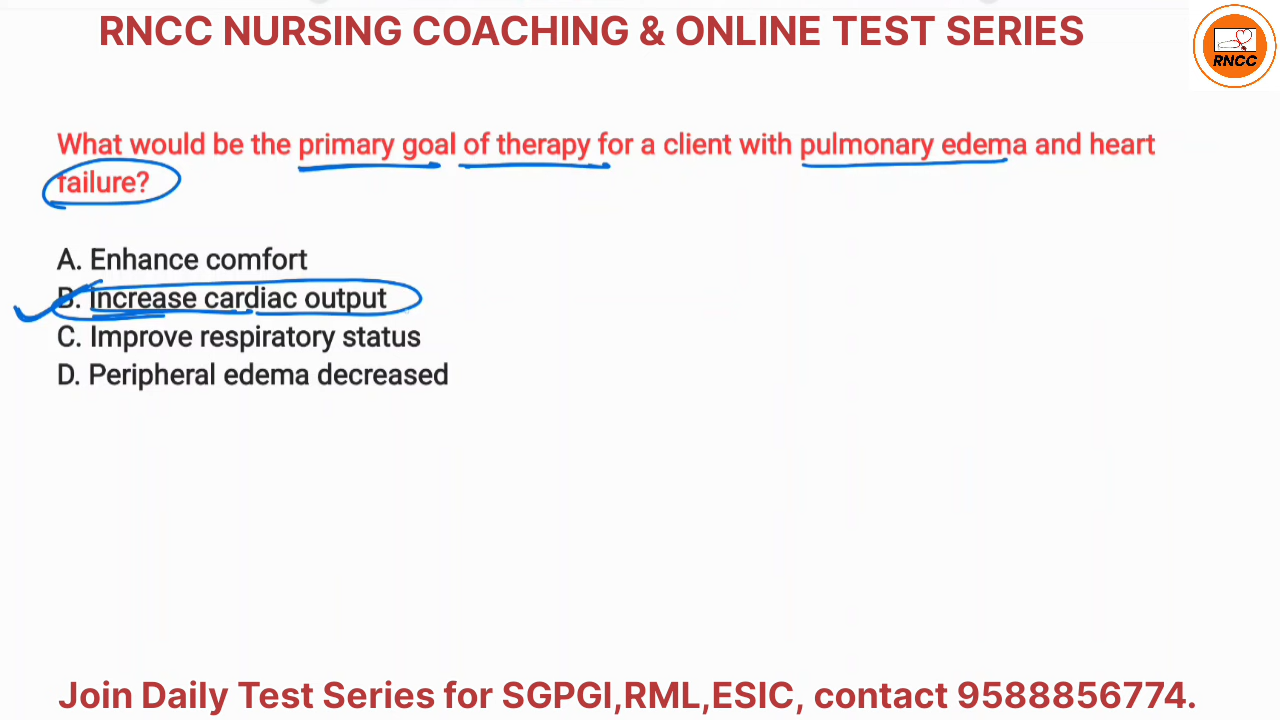 RNCC NURSING COACHING & ONLINE TEST SERIES
RNCC
What would be the primary goal of therapy for a client with pulmonary edema and heart
failure?
A. Enhance comfort
B. Increase cardiac output
C. Improve respiratory status
D. Peripheral edema decreased
Join Daily Test Series for SGPGI,RML,ESIC, contact 9588856774.